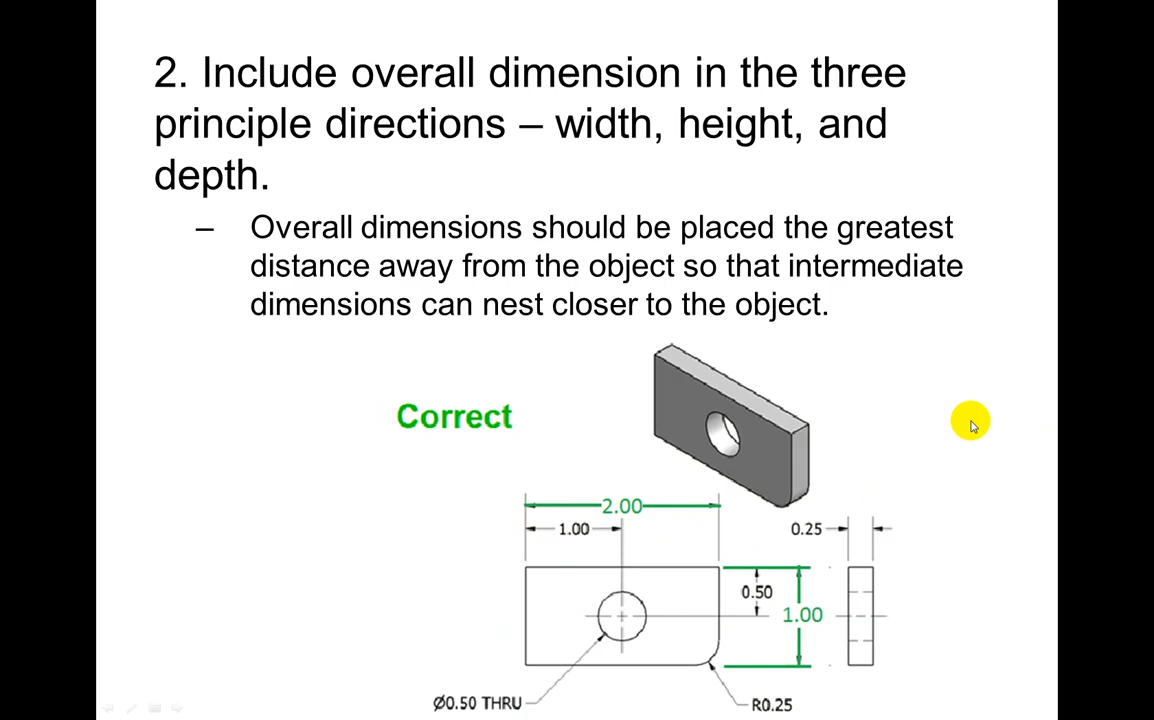 2. Include overall dimension in the three
principle directions – width, height, and
depth.
– Overall dimensions should be placed the greatest
distance away from the object so that intermediate
dimensions can nest closer to the object.
Correct
2.00
1.00
0.25
0.50
1.00
Ø0.50 THRU
R0.25